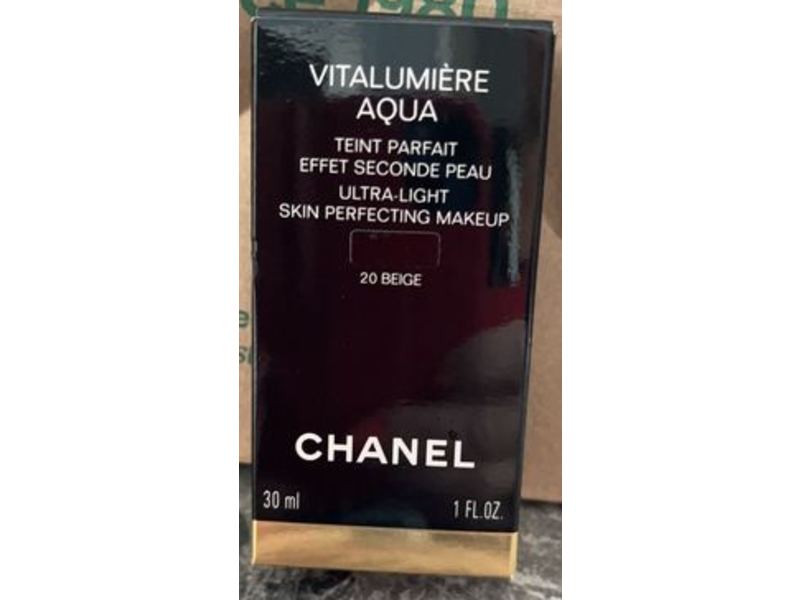 1980
VITALUMIÈRE
AQUA
TEINT PARFAIT
EFFET SECONDE PEAU
ULTRA-LIGHT
SKIN PERFECTING MAKEUP
20 BEIGE
CHANEL
30 ml
1 FL.OZ.